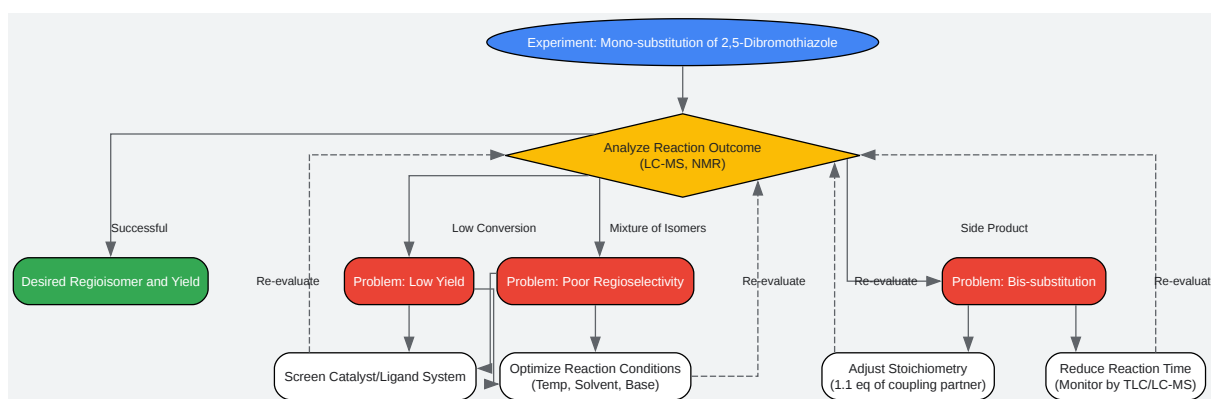 Experiment: Mono-substitution of 2,5-Dibromothiazole
Analyze Reaction Outcome
(LC-MS, NMR)
Successful
Low Conversion
Mixture of Isomers
Side Product
Desired Regioisomer and Yield
Re-evaluate
Problem: Low Yield
Problem: Poor Regioselectivity
Re-evaluate
Re-evaluate
Problem: Bis-substitution
Re-evaluat
Screen Catalyst/Ligand System
Optimize Reaction Conditions
(Temp, Solvent, Base)
Adjust Stoichiometry
(1.1 eq of coupling partner)
Reduce Reaction Time
(Monitor by TLC/LC-MS)